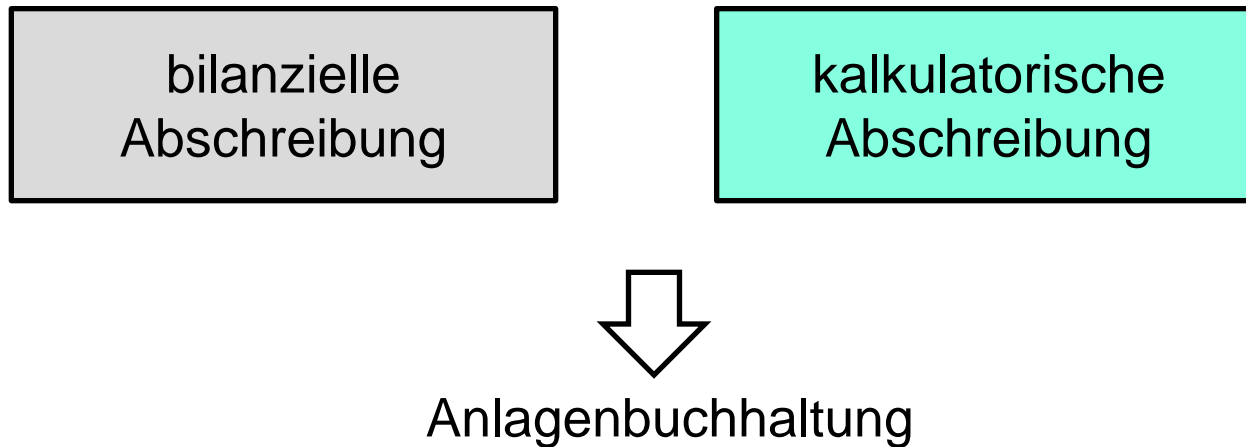 bilanzielle
Abschreibung
kalkulatorische
Abschreibung
Anlagenbuchhaltung